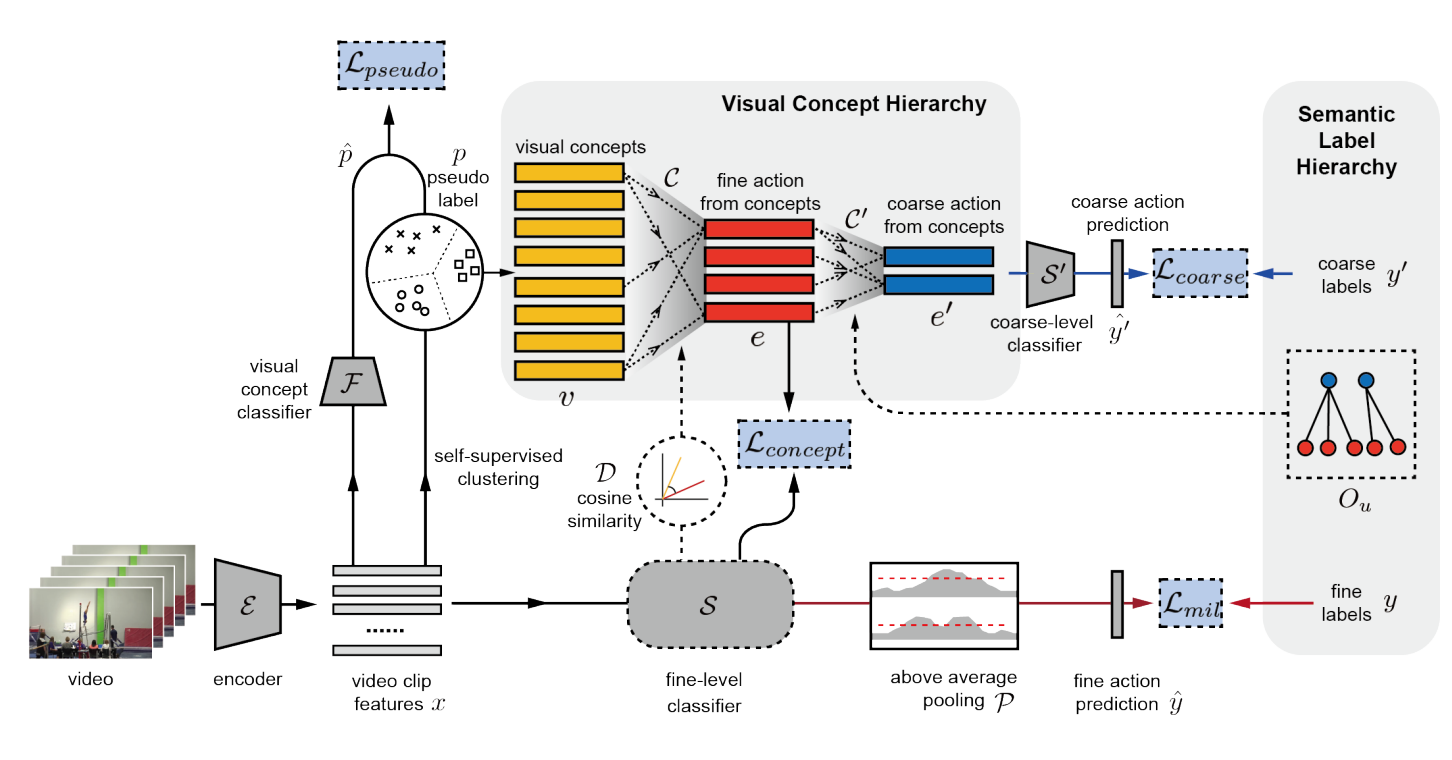 $\mathcal{L}_{pseudo}$
$\hat{p}$
$p$
pseudo
label
Visual Concept Hierarchy
visual concepts
$\mathcal{C}$
fine action
from concepts
$\mathcal{C}'$
coarse action
from concepts
$v$
$e$
$e'$
Semantic
Label
Hierarchy
coarse action
prediction
$\mathcal{S}'$
$\mathcal{L}_{coarse}$
coarse
labels $y'$
coarse-level
classifier
$\hat{y}'$
visual
concept
classifier
$\mathcal{F}$
self-supervised
clustering
$\mathcal{D}$
cosine
similarity
$\mathcal{L}_{concept}$
$O_u$
$\mathcal{E}$
......
$\mathcal{S}$
$\mathcal{L}_{mil}$
fine
labels $y$
video
encoder
video clip
features $x$
fine-level
classifier
above average
pooling $\mathcal{P}$
fine action
prediction $\hat{y}$